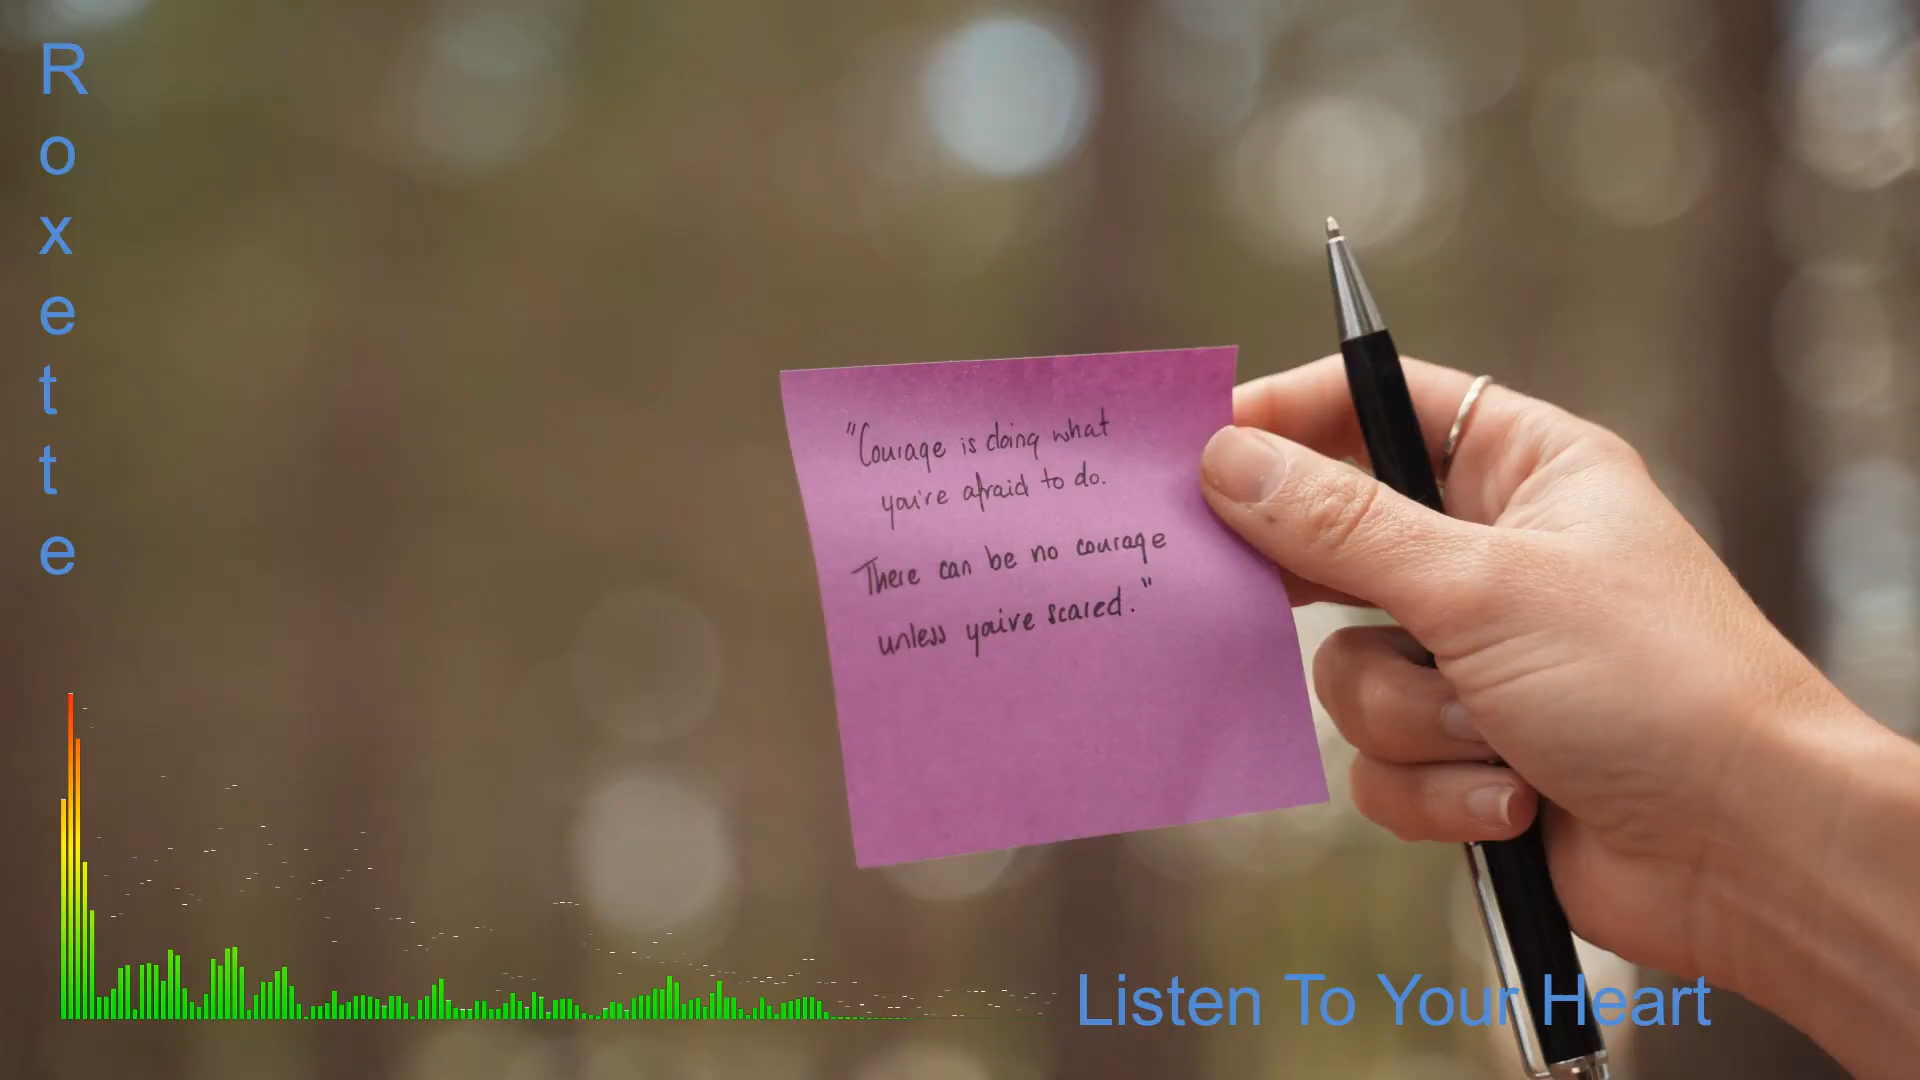 Roxette
"Courage is doing what
you're afraid to do.
There can be no courage
unless you're scared."
Listen To Your Heart